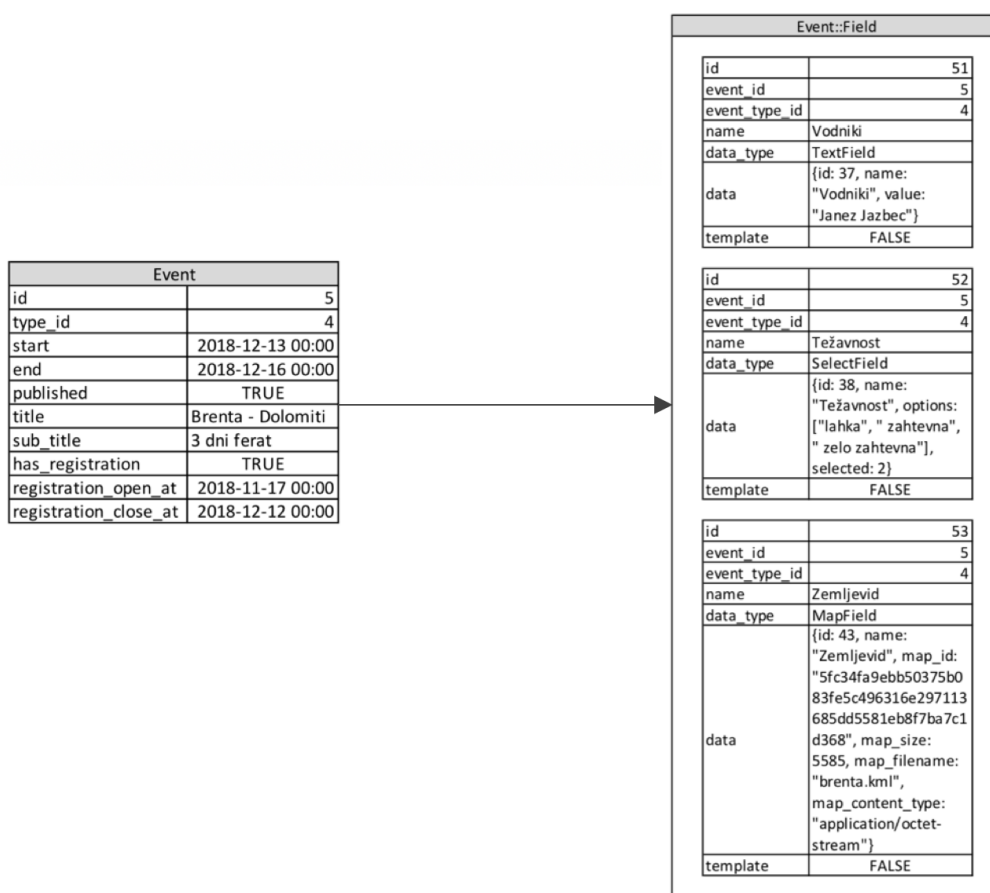 Event::Field
id 51
event_id 5
event_type_id 4
name Vodniki
data_type TextField
data {id: 37, name:
"Vodniki", value:
"Janez Jazbec"}
template FALSE
Event
id 5
type_id 4
start 2018-12-13 00:00
end 2018-12-16 00:00
published TRUE
title Brenta - Dolomiti
sub_title 3 dni ferat
has_registration TRUE
registration_open_at 2018-11-17 00:00
registration_close_at 2018-12-12 00:00
id 52
event_id 5
event_type_id 4
name Težavnost
data_type SelectField
data {id: 38, name:
"Težavnost", options:
["lahka", " zahtevna",
" zelo zahtevna"],
selected: 2}
template FALSE
id 53
event_id 5
event_type_id 4
name Zemljevid
data_type MapField
data {id: 43, name:
"Zemljevid", map_id:
"5fc34fa9ebb50375b0
83fe5c496316e297113
685dd5581eb8f7ba7c1
d368", map_size:
5585, map_filename:
"brenta.kml",
map_content_type:
"application/octet-
stream"}
template FALSE